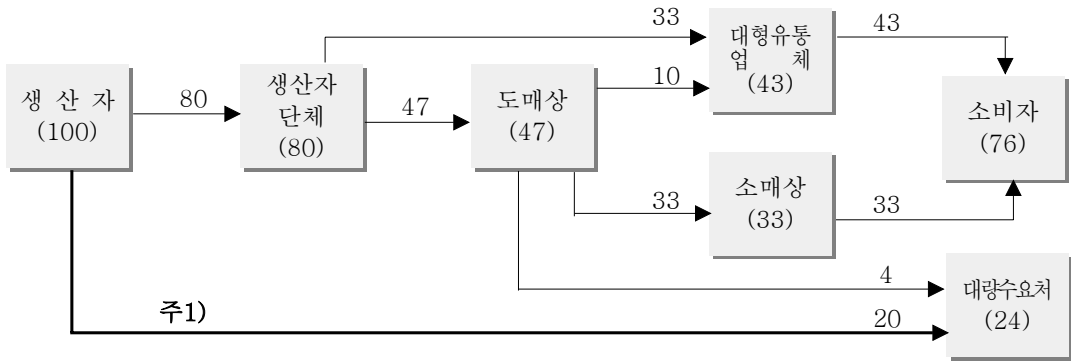 생 산 자
(100)
80
생산자
단체
(80)
33
47
도매상
(47)
10
33
4
대형유통
업 체
(43)
43
소매상
(33)
33
소비자
(76)
대량수요처
(24)
주1)
20